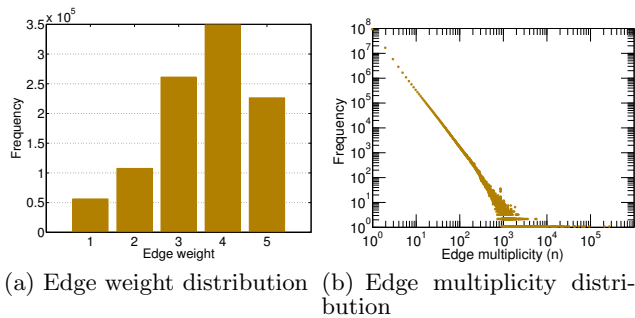 3.5 x 10^5
3
2.5
2
1.5
1
0.5
0
Frequency
1 2 3 4 5
Edge weight
10^8
10^7
10^6
10^5
10^4
10^3
10^2
10^1
10^0
Frequency
10^0 10^1 10^2 10^3 10^4 10^5
Edge multiplicity (n)
(a) Edge weight distribution
(b) Edge multiplicity distri-
bution